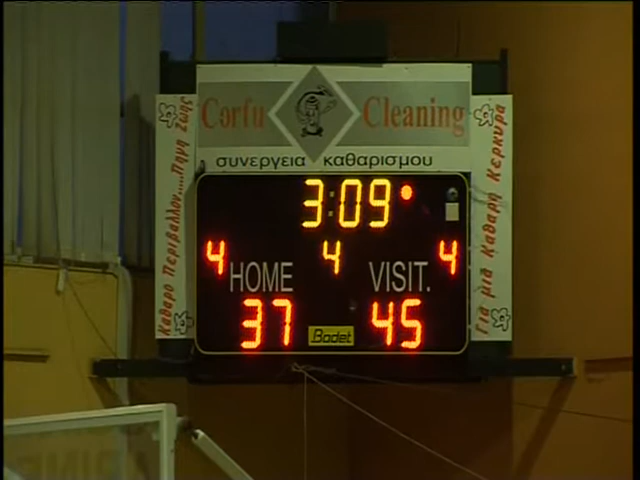 Corfu Cleaning
συνεργεια καθαρισμου
Καθαρο Περιβαλλον.....Πηγη Ζωης
Για μια Καθαρη Κερκυρα
3:09
4 4 4
HOME VISIT.
37 45
Bodet